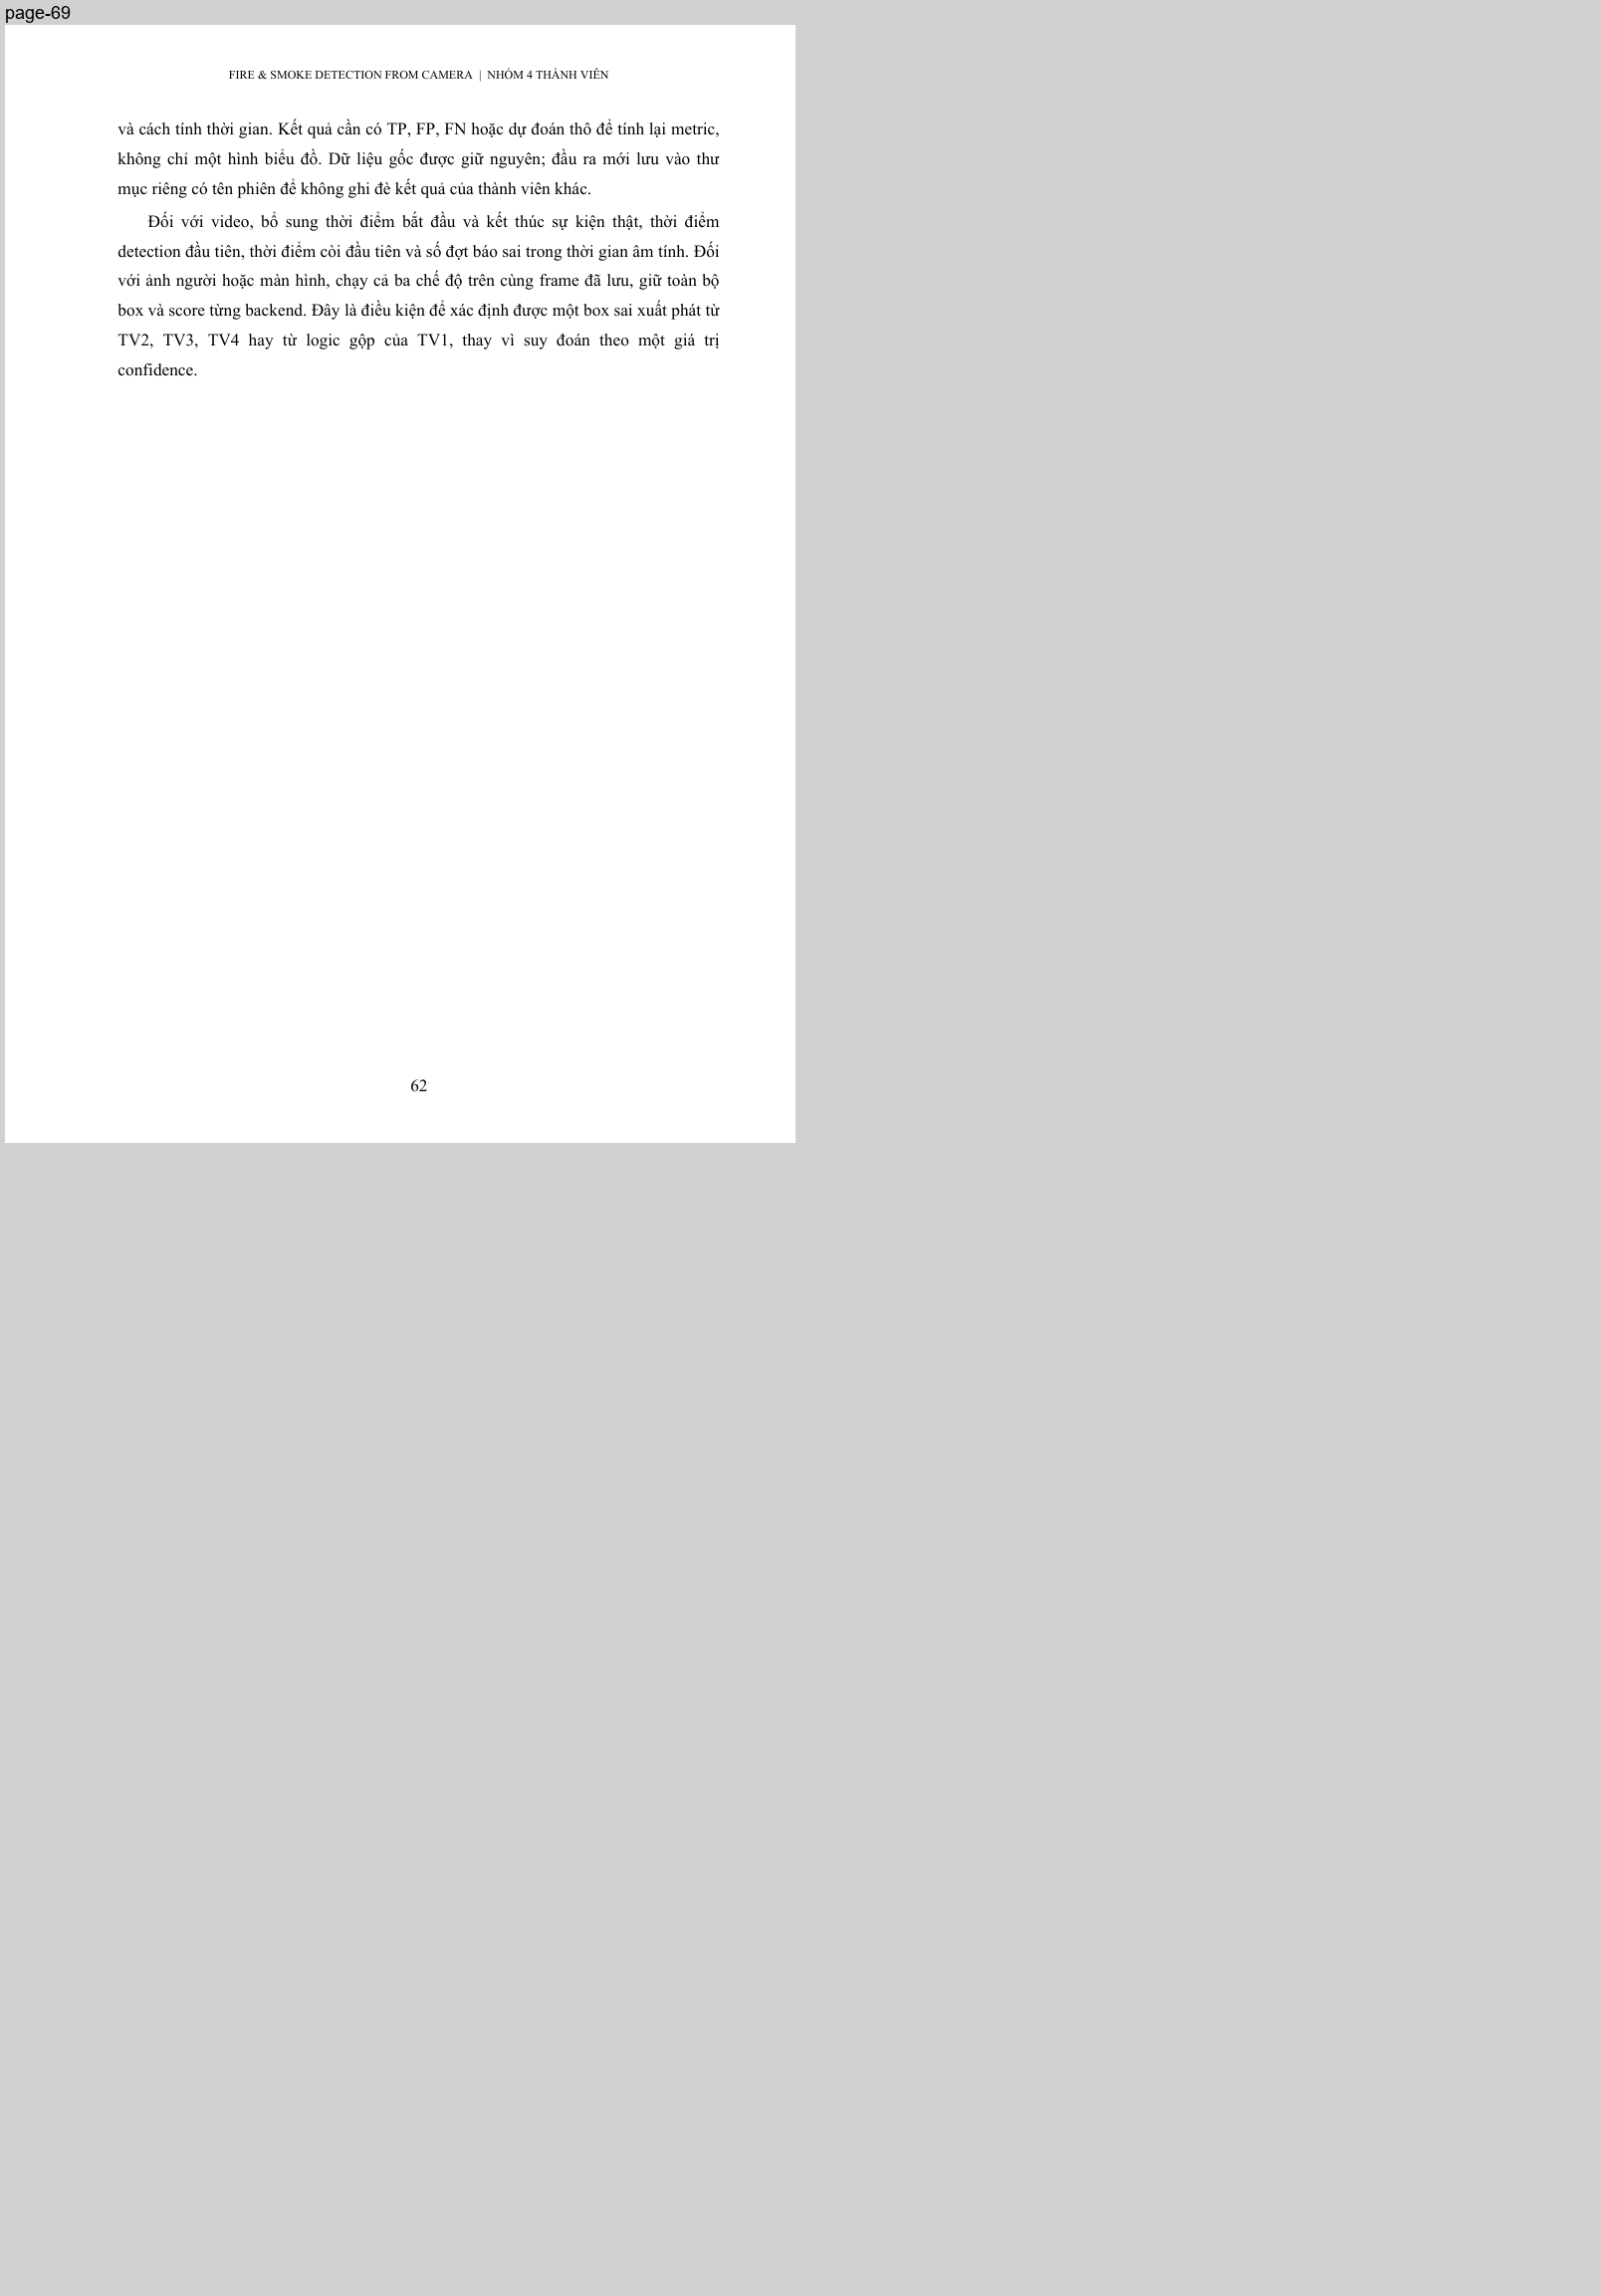 page-69
FIRE & SMOKE DETECTION FROM CAMERA | NHÓM 4 THÀNH VIÊN
và cách tính thời gian. Kết quả cần có TP, FP, FN hoặc dự đoán thô để tính lại metric,
không chỉ một hình biểu đồ. Dữ liệu gốc được giữ nguyên; đầu ra mới lưu vào thư
mục riêng có tên phiên để không ghi đè kết quả của thành viên khác.
Đối với video, bổ sung thời điểm bắt đầu và kết thúc sự kiện thật, thời điểm
detection đầu tiên, thời điểm còi đầu tiên và số đợt báo sai trong thời gian âm tính. Đối
với ảnh người hoặc màn hình, chạy cả ba chế độ trên cùng frame đã lưu, giữ toàn bộ
box và score từng backend. Đây là điều kiện để xác định được một box sai xuất phát từ
TV2, TV3, TV4 hay từ logic gộp của TV1, thay vì suy đoán theo một giá trị
confidence.
62